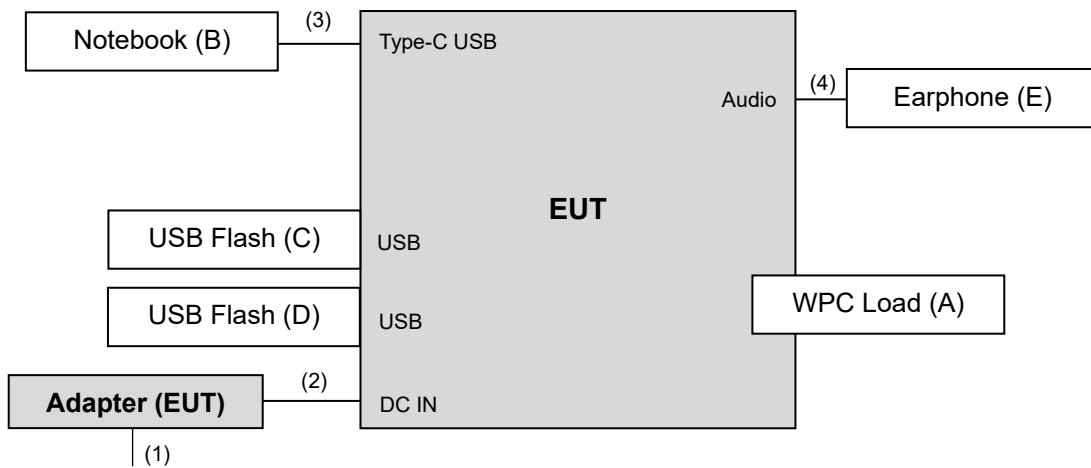 Notebook (B)
(3)
Type-C USB
Audio
(4)
Earphone (E)
EUT
USB Flash (C)
USB
WPC Load (A)
USB Flash (D)
USB
Adapter (EUT)
(2)
DC IN
(1)